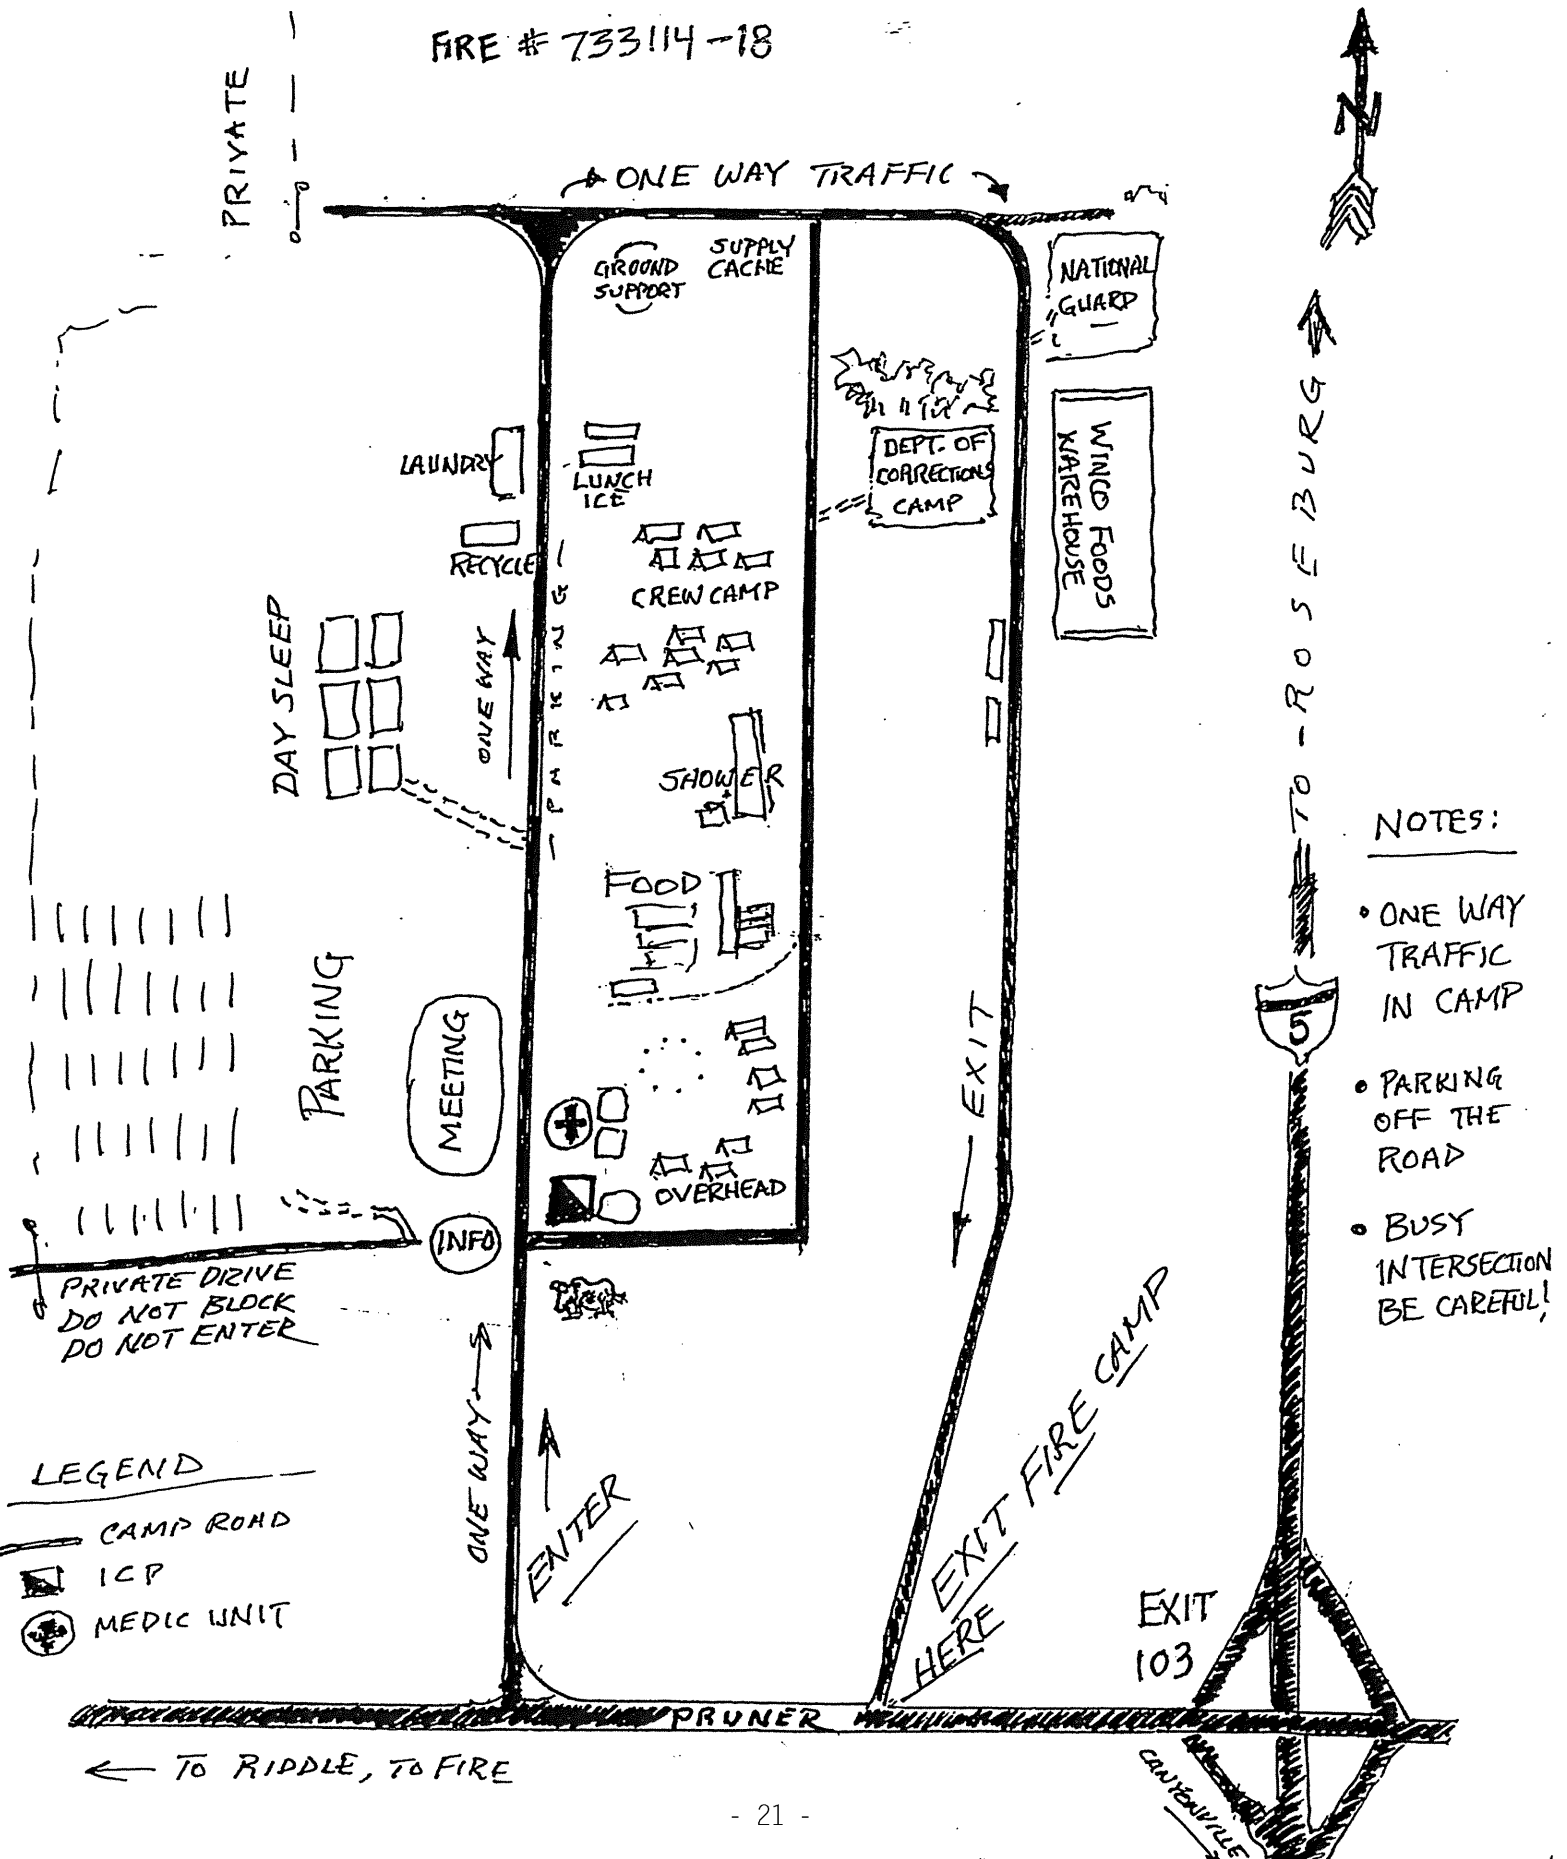 FIRE # 733114-18
PRIVATE
N
ONE WAY TRAFFIC
GROUND
SUPPORT
SUPPLY
CACHE
NATIONAL
GUARD
LAUNDRY
LUNCH
ICE
DEPT. OF
CORRECTIONS
CAMP
WINCO FOODS
WAREHOUSE
TO - ROSEBURG
RECYCLE
CREW CAMP
DAY SLEEP
ONE WAY
- PARKING -
SHOWER
FOOD
NOTES:
• ONE WAY
TRAFFIC
IN CAMP
• PARKING
OFF THE
ROAD
• BUSY
INTERSECTION
BE CAREFUL!
5
PARKING
MEETING
EXIT
OVERHEAD
INFO
PRIVATE DRIVE
DO NOT BLOCK
DO NOT ENTER
ONE WAY
ENTER
EXIT FIRE CAMP
HERE
LEGEND
CAMP ROAD
ICP
MEDIC UNIT
EXIT
103
PRUNER
TO RIDDLE, TO FIRE
CANYONVILLE
- 21 -